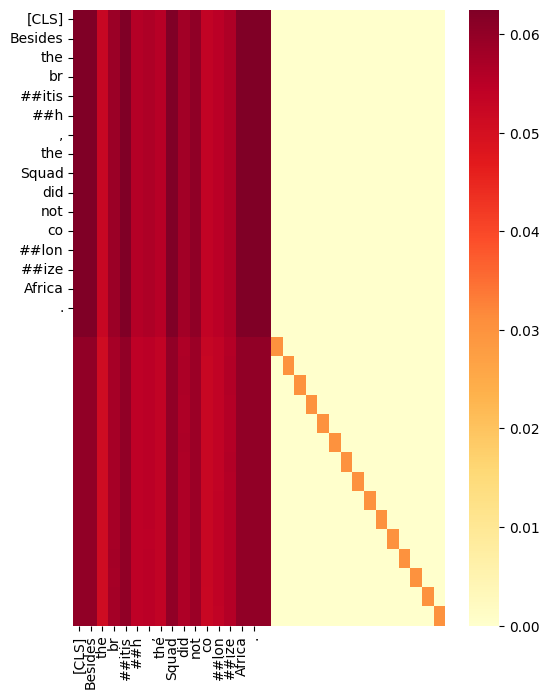 [CLS]
Besides
the
br
##itis
##h
,
the
Squad
did
not
co
##lon
##ize
Africa
.
0.06
0.05
0.04
0.03
0.02
0.01
0.00
[CLS]
Besides
the
br
##itis
##h
,
the
Squad
did
not
co
##lon
##ize
Africa
.